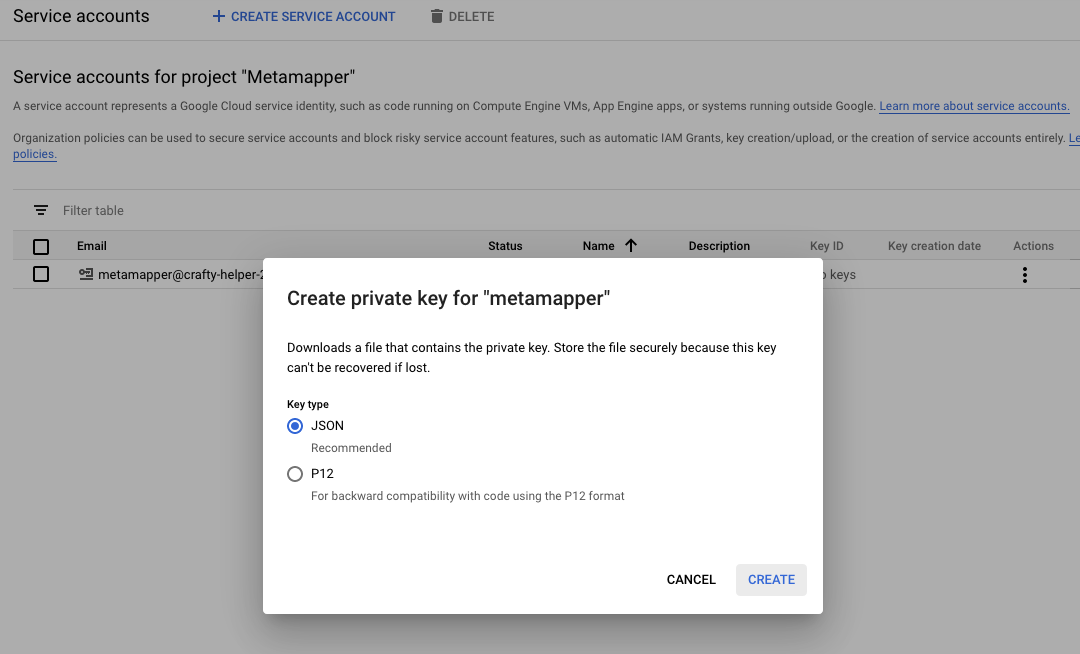 Service accounts
+ CREATE SERVICE ACCOUNT
DELETE
Service accounts for project "Metamapper"
A service account represents a Google Cloud service identity, such as code running on Compute Engine VMs, App Engine apps, or systems running outside Google. Learn more about service accounts.
Organization policies can be used to secure service accounts and block risky service account features, such as automatic IAM Grants, key creation/upload, or the creation of service accounts entirely.
policies.
Filter table
Email Status Name Description Key ID Key creation date Actions
metamapper@crafty-helper- keys
Create private key for "metamapper"
Downloads a file that contains the private key. Store the file securely because this key
can't be recovered if lost.
Key type
JSON
Recommended
P12
For backward compatibility with code using the P12 format
CANCEL
CREATE